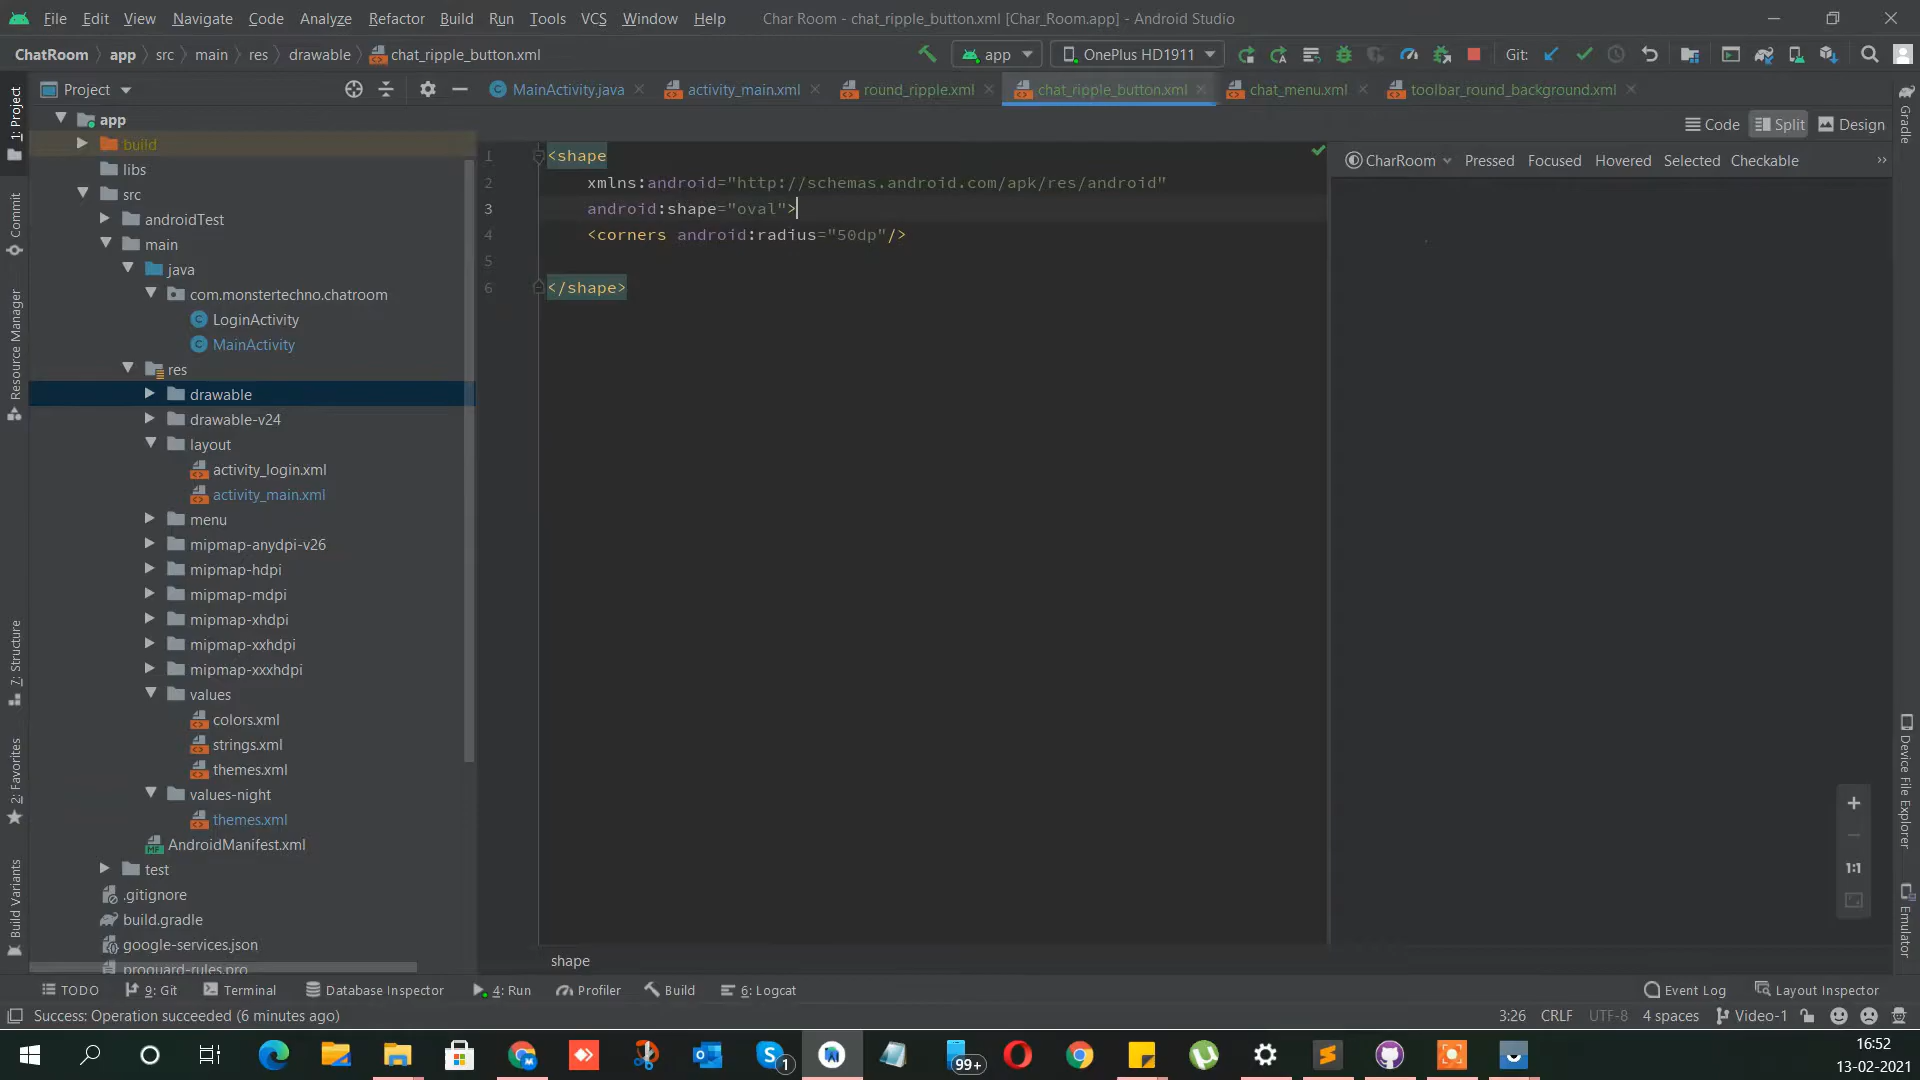 File Edit View Navigate Code Analyze Refactor Build Run Tools VCS Window Help Char Room - chat_ripple_button.xml [Char_Room.app] - Android Studio
ChatRoom app src main res drawable chat_ripple_button.xml app OnePlus HD1911 Git:
Project MainActivity.java activity_main.xml round_ripple.xml chat_ripple_button.xml chat_menu.xml toolbar_round_background.xml
Code Split Design
CharRoom Pressed Focused Hovered Selected Checkable
1 <shape
2 xmlns:android="http://schemas.android.com/apk/res/android"
3 android:shape="oval">
4 <corners android:radius="50dp"/>
5
6 </shape>
app
build
libs
src
androidTest
main
java
com.monstertechno.chatroom
LoginActivity
MainActivity
res
drawable
drawable-v24
layout
activity_login.xml
activity_main.xml
menu
mipmap-anydpi-v26
mipmap-hdpi
mipmap-mdpi
mipmap-xhdpi
mipmap-xxhdpi
mipmap-xxxhdpi
values
colors.xml
strings.xml
themes.xml
values-night
themes.xml
AndroidManifest.xml
test
.gitignore
build.gradle
google-services.json
proguard-rules.pro
1: Project
Commit
Resource Manager
7: Structure
2: Favorites
Build Variants
Gradle
Device File Explorer
Emulator
1:1
shape
TODO 9: Git Terminal Database Inspector 4: Run Profiler Build 6: Logcat Event Log Layout Inspector
Success: Operation succeeded (6 minutes ago) 3:26 CRLF UTF-8 4 spaces Video-1
1 99+
16:52
13-02-2021